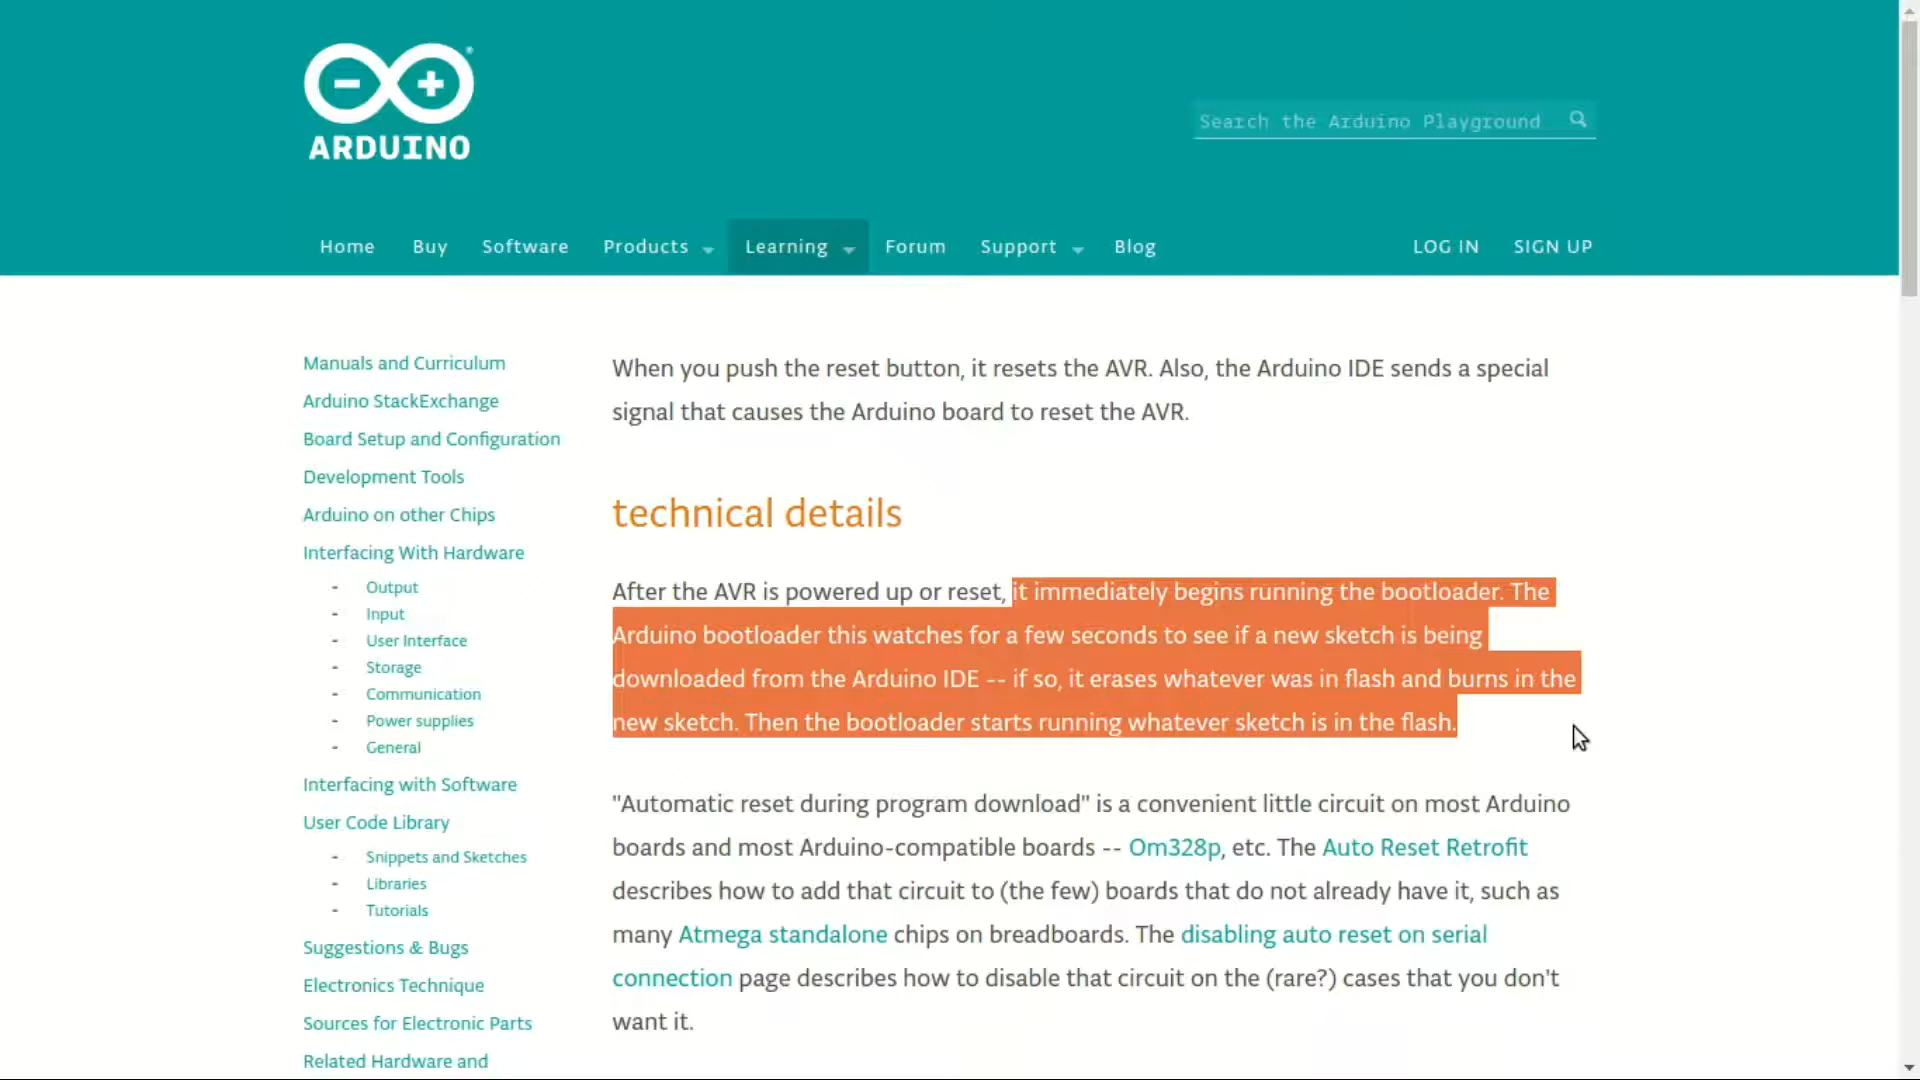 ARDUINO
Search the Arduino Playground
Home Buy Software Products Learning Forum Support Blog LOG IN SIGN UP
Manuals and Curriculum
Arduino StackExchange
Board Setup and Configuration
Development Tools
Arduino on other Chips
Interfacing With Hardware
- Output
- Input
- User Interface
- Storage
- Communication
- Power supplies
- General
Interfacing with Software
User Code Library
- Snippets and Sketches
- Libraries
- Tutorials
Suggestions & Bugs
Electronics Technique
Sources for Electronic Parts
Related Hardware and
When you push the reset button, it resets the AVR. Also, the Arduino IDE sends a special
signal that causes the Arduino board to reset the AVR.
technical details
After the AVR is powered up or reset, it immediately begins running the bootloader. The
Arduino bootloader this watches for a few seconds to see if a new sketch is being
downloaded from the Arduino IDE -- if so, it erases whatever was in flash and burns in the
new sketch. Then the bootloader starts running whatever sketch is in the flash.
"Automatic reset during program download" is a convenient little circuit on most Arduino
boards and most Arduino-compatible boards -- Om328p, etc. The Auto Reset Retrofit
describes how to add that circuit to (the few) boards that do not already have it, such as
many Atmega standalone chips on breadboards. The disabling auto reset on serial
connection page describes how to disable that circuit on the (rare?) cases that you don't
want it.